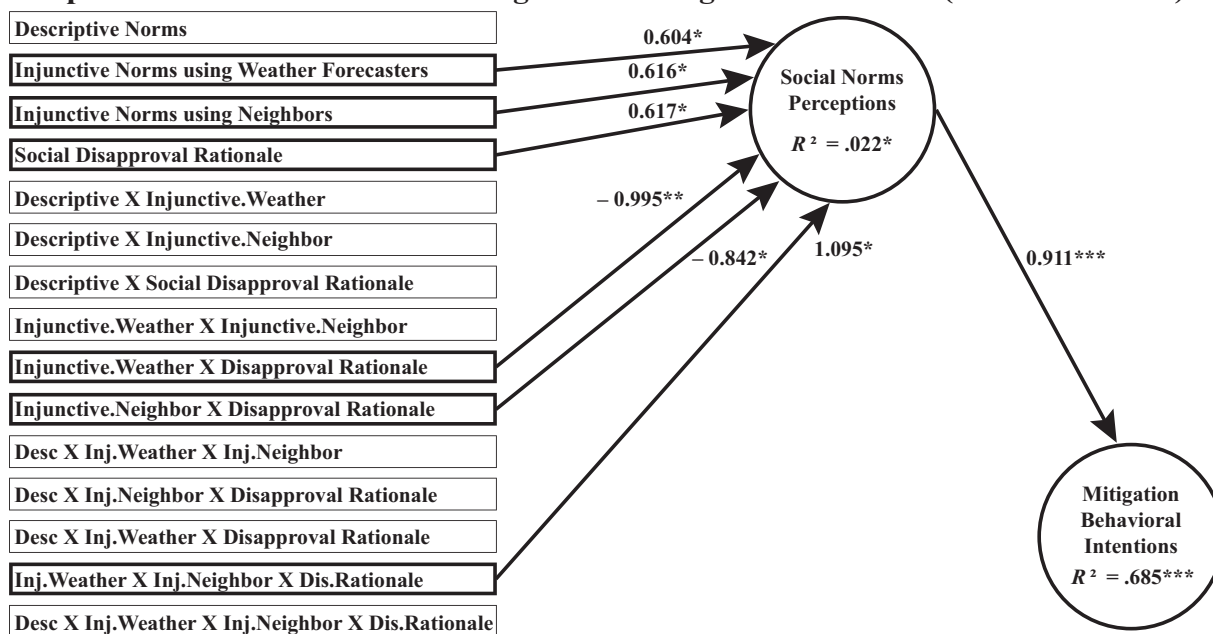 Descriptive Norms
Injunctive Norms using Weather Forecasters
Injunctive Norms using Neighbors
Social Disapproval Rationale
Descriptive X Injunctive.Weather
Descriptive X Injunctive.Neighbor
Descriptive X Social Disapproval Rationale
Injunctive.Weather X Injunctive.Neighbor
Injunctive.Weather X Disapproval Rationale
Injunctive.Neighbor X Disapproval Rationale
Desc X Inj.Weather X Inj.Neighbor
Desc X Inj.Neighbor X Disapproval Rationale
Desc X Inj.Weather X Disapproval Rationale
Inj.Weather X Inj.Neighbor X Dis.Rationale
Desc X Inj.Weather X Inj.Neighbor X Dis.Rationale
0.604*
0.616*
0.617*
– 0.995**
– 0.842*
1.095*
Social Norms
Perceptions
R² = .022*
0.911***
Mitigation
Behavioral
Intentions
R² = .685***